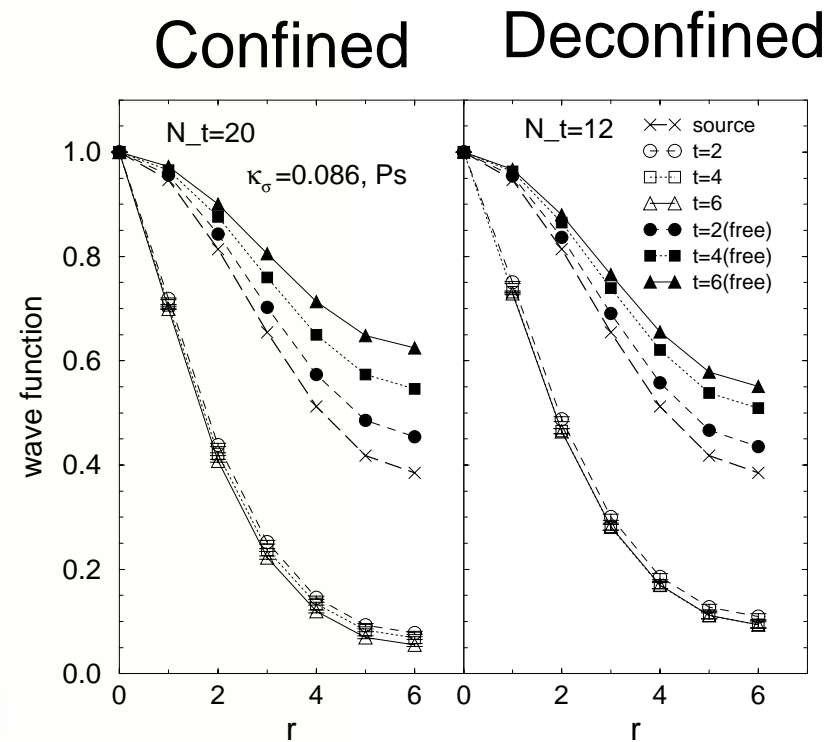 Confined
Deconfined
N_t=20
κσ=0.086, Ps
N_t=12
source
t=2
t=4
t=6
t=2(free)
t=4(free)
t=6(free)
wave function
1.0
0.8
0.6
0.4
0.2
0.0
0 2 4 6
0 2 4 6
r
r